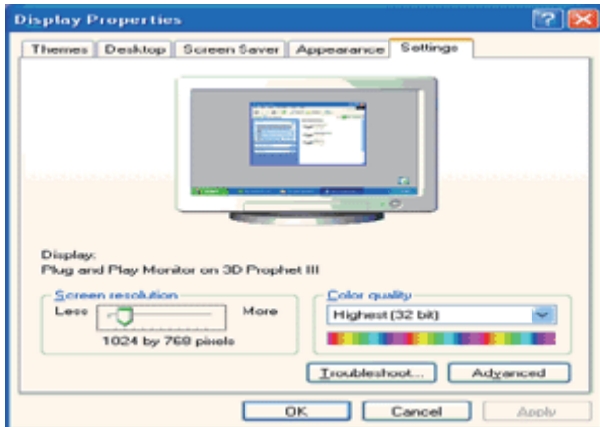 Display Properties
Themes Desktop Screen Saver Appearance Settings
Display:
Plug and Play Monitor on 3D Prophet III
Screen resolution
Less More
1024 by 768 pixels
Color quality
Highest (32 bit)
Troubleshoot... Advanced
OK Cancel Apply